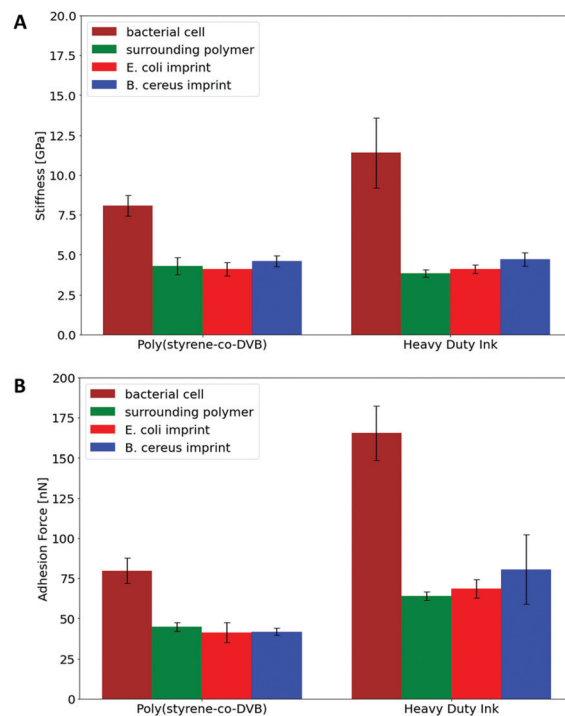 A
20.0
17.5
15.0
12.5
10.0
7.5
5.0
2.5
0.0
Stiffness [GPa]
bacterial cell
surrounding polymer
E. coli imprint
B. cereus imprint
Poly(styrene-co-DVB)
Heavy Duty Ink
B
200
175
150
125
100
75
50
25
0
Adhesion Force [nN]
bacterial cell
surrounding polymer
E. coli imprint
B. cereus imprint
Poly(styrene-co-DVB)
Heavy Duty Ink